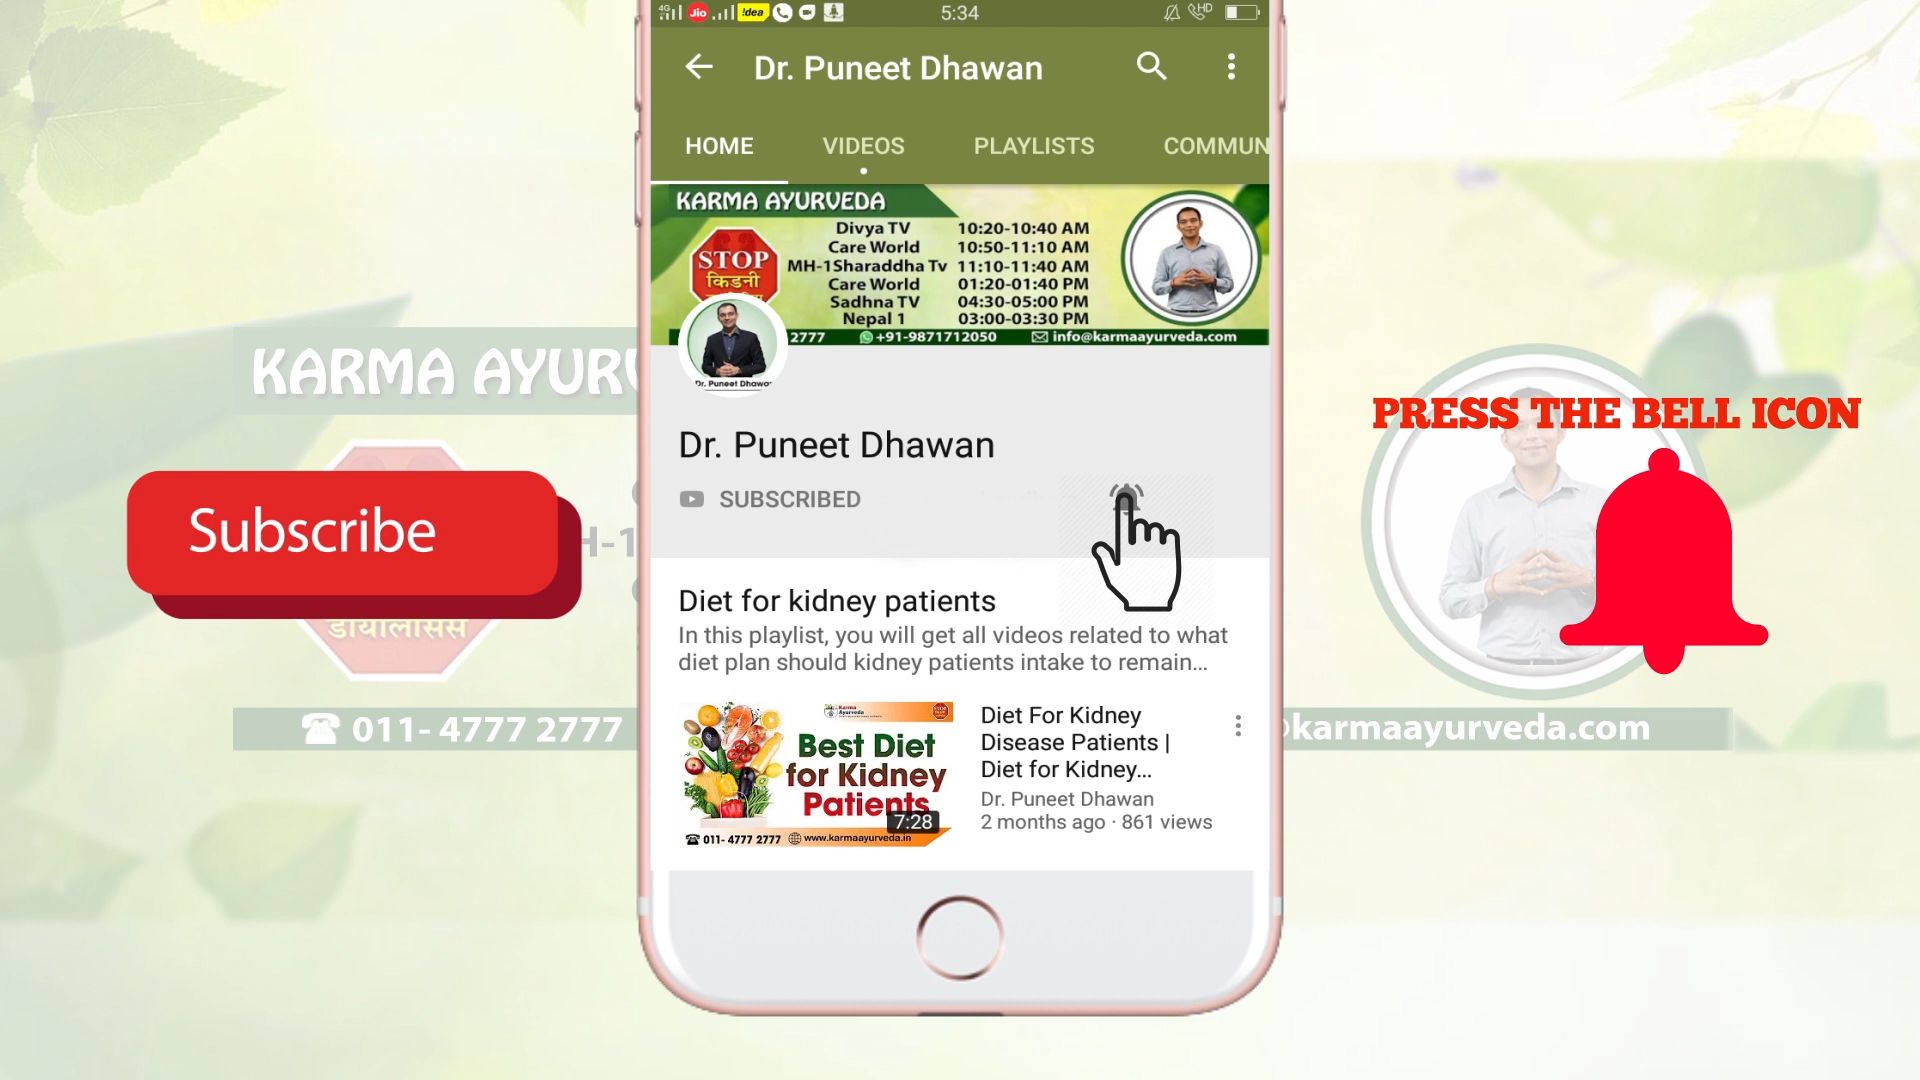 4G Jio !dea 5:34 HD
Dr. Puneet Dhawan
HOME VIDEOS PLAYLISTS COMMUN
KARMA AYURVEDA
STOP
किडनी
Divya TV 10:20-10:40 AM
Care World 10:50-11:10 AM
MH-1Sharaddha Tv 11:10-11:40 AM
Care World 01:20-01:40 PM
Sadhna TV 04:30-05:00 PM
Nepal 1 03:00-03:30 PM
2777 +91-9871712050 info@karmaayurveda.com
Dr. Puneet Dhawan
Dr. Puneet Dhawan
SUBSCRIBED
Diet for kidney patients
In this playlist, you will get all videos related to what
diet plan should kidney patients intake to remain...
Karma
Ayurveda
Best Diet
for Kidney
Patients
7:28
011- 4777 2777 www.karmaayurveda.in
Diet For Kidney
Disease Patients |
Diet for Kidney...
Dr. Puneet Dhawan
2 months ago · 861 views
KARMA AYUR
Subscribe
H-1
डायालिसिस
011- 4777 2777
PRESS THE BELL ICON
karmaayurveda.com